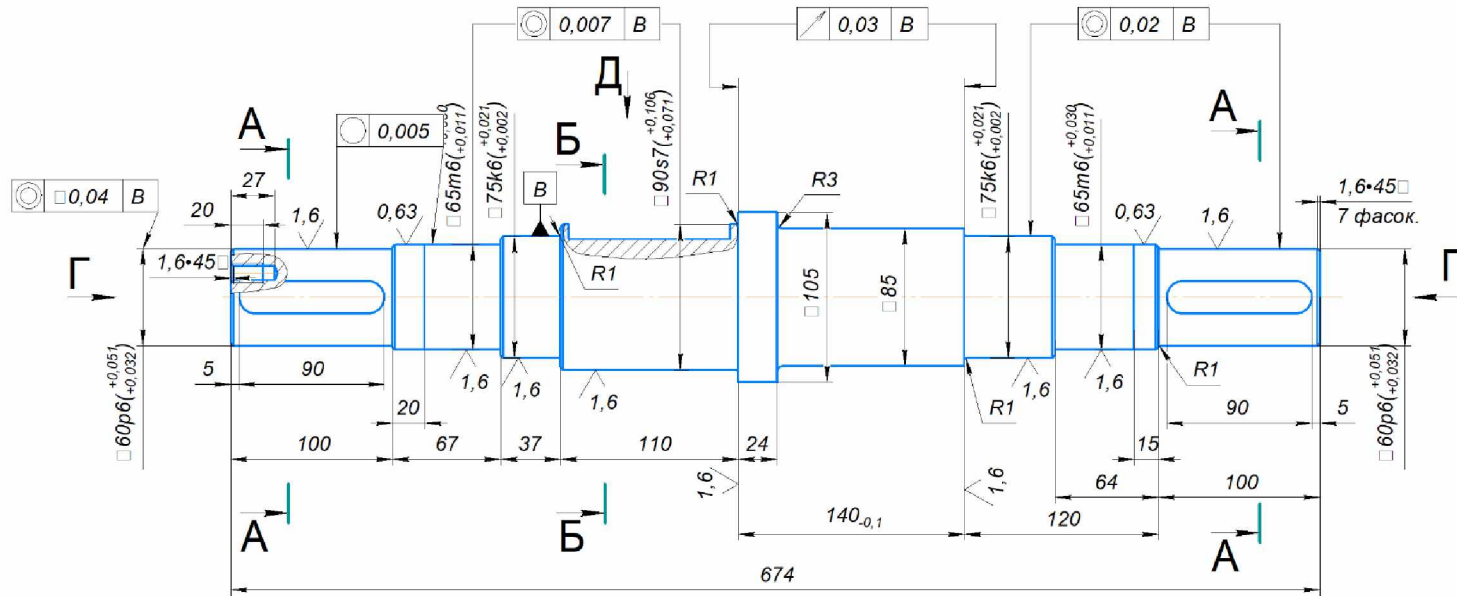 0,007 B
0,03 B
0,02 B
Д
А
0,005
□65m6(+0,011)
□75k6(+0,021 +0,002)
Б
□90s7(+0,106 +0,071)
□75k6(+0,021 +0,002)
□65m6(+0,030 +0,011)
А
□0,04 B
27
20
1,6
0,63
B
R1
R3
0,63
1,6
1,6•45□
7 фасок.
1,6•45□
Г
R1
□105
□85
Г
□60p6(+0,051 +0,032)
5
90
1,6
1,6
1,6
R1
1,6
1,6
R1
□60p6(+0,051 +0,032)
20
90
5
100
67
37
110
24
15
1,6
1,6
64
100
А
Б
140-0,1
120
А
674